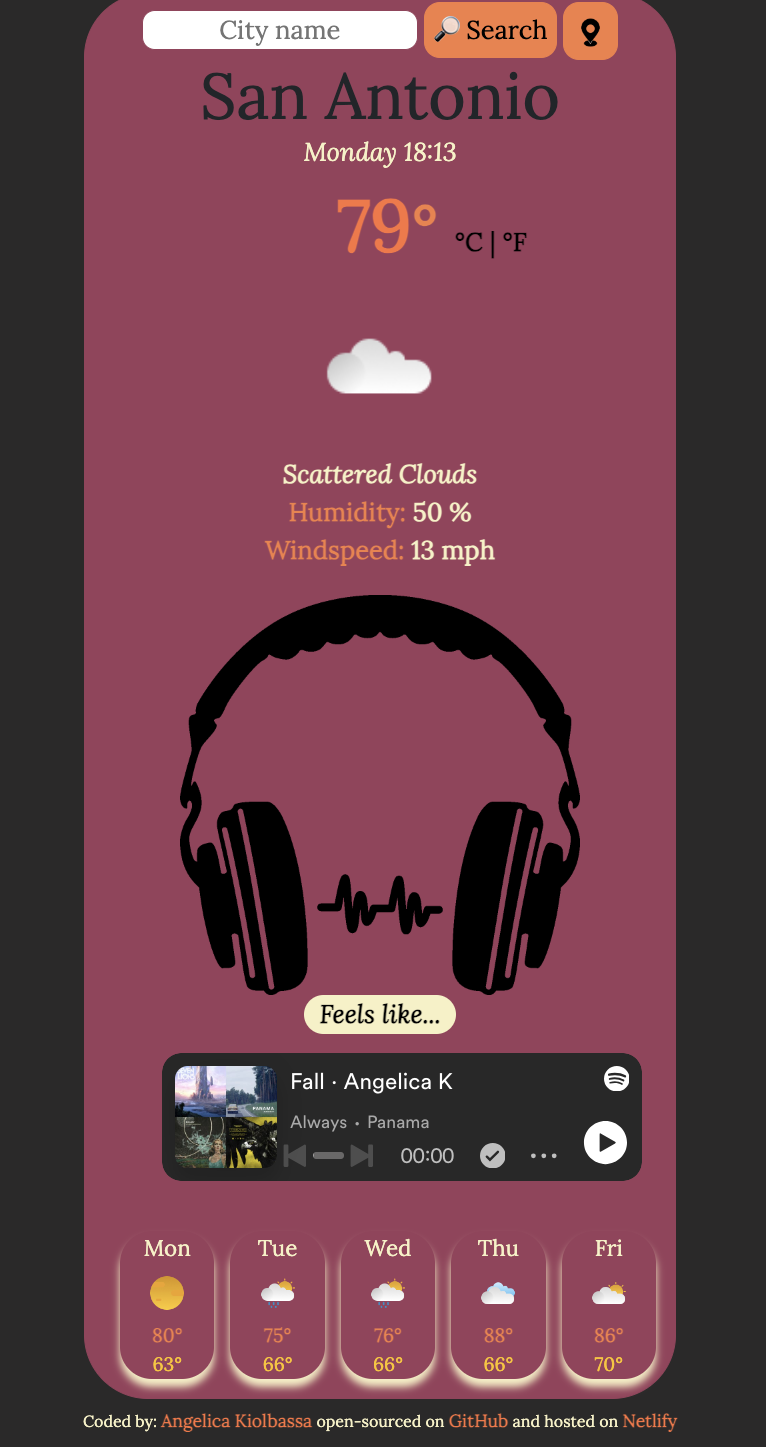 City name
🔎 Search
San Antonio
Monday 18:13
79° °C | °F
Scattered Clouds
Humidity: 50 %
Windspeed: 13 mph
Feels like...
Fall · Angelica K
PANAMA
Always • Panama
00:00
Mon Tue Wed Thu Fri
80° 75° 76° 88° 86°
63° 66° 66° 66° 70°
Coded by: Angelica Kiolbassa open-sourced on GitHub and hosted on Netlify